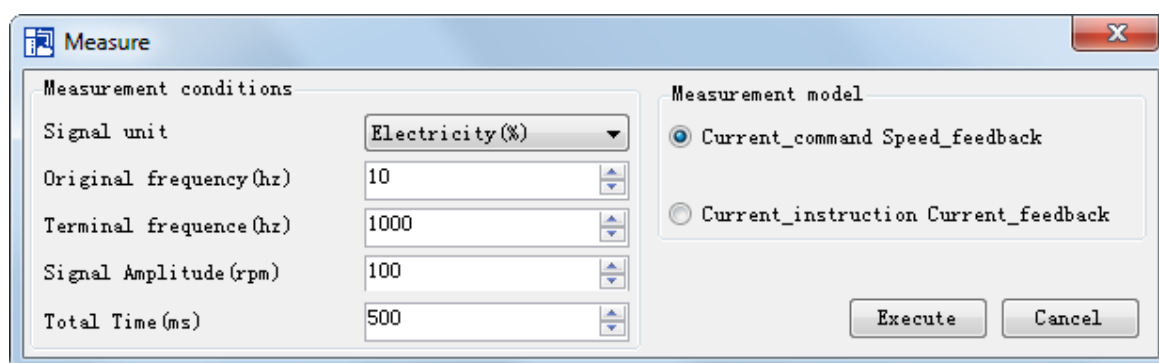 Measure
Measurement conditions
Signal unit
Electricity(%)
Original frequency(hz)
10
Terminal frequence(hz)
1000
Signal Amplitude(rpm)
100
Total Time(ms)
500
Measurement model
Current_command Speed_feedback
Current_instruction Current_feedback
Execute
Cancel